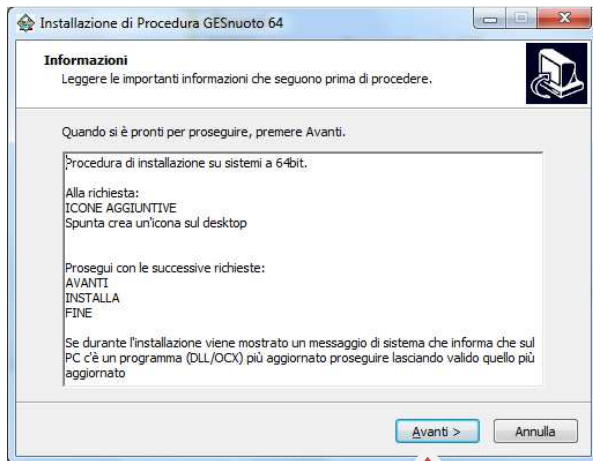 Installazione di Procedura GESnuoto 64
Informazioni
Leggere le importanti informazioni che seguono prima di procedere.
Quando si è pronti per proseguire, premere Avanti.
Procedura di installazione su sistemi a 64bit.
Alla richiesta:
ICONE AGGIUNTIVE
Spunta crea un'icona sul desktop
Prosegui con le successive richieste:
AVANTI
INSTALLA
FINE
Se durante l'installazione viene mostrato un messaggio di sistema che informa che sul
PC c'è un programma (DLL/OCX) più aggiornato proseguire lasciando valido quello più
aggiornato
Avanti >
Annulla